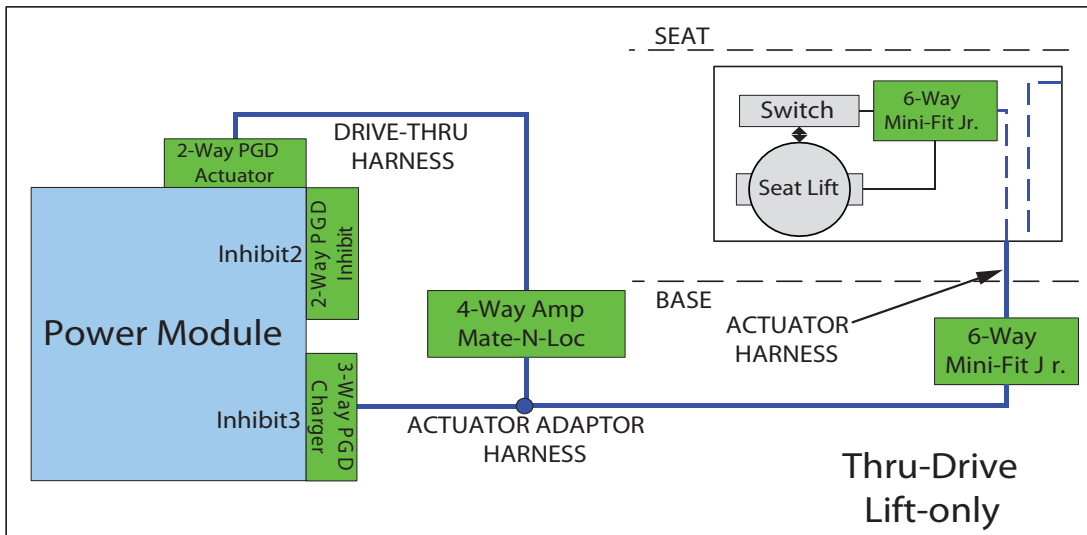 SEAT
Switch
6-Way
Mini-Fit Jr.
Seat Lift
DRIVE-THRU
HARNESS
2-Way PGD
Actuator
Inhibit2
2-Way PGD
Inhibit
BASE
4-Way Amp
Mate-N-Loc
ACTUATOR
HARNESS
6-Way
Mini-Fit J r.
Power Module
Inhibit3
3-Way PGD
Charger
ACTUATOR ADAPTOR
HARNESS
Thru-Drive
Lift-only